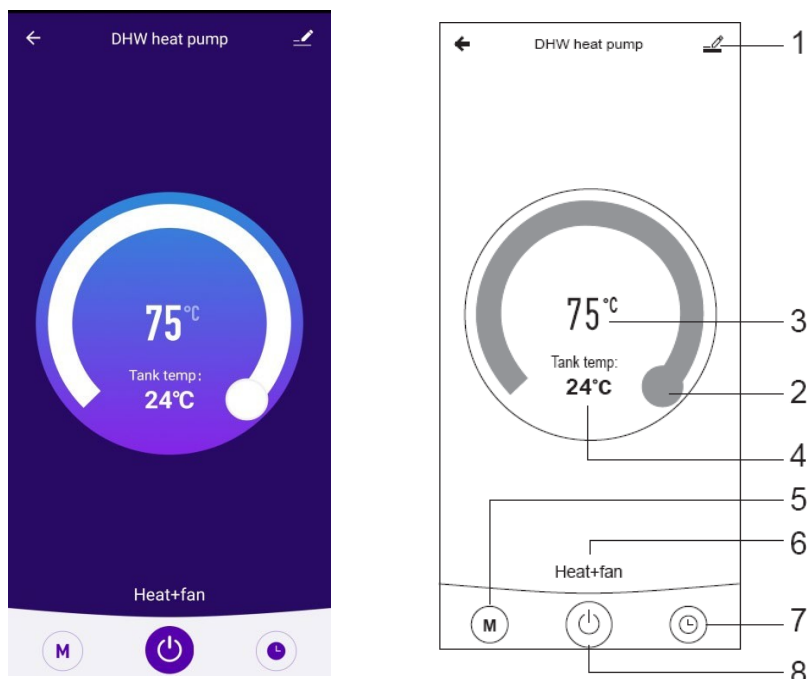 DHW heat pump
75°C
Tank temp:
24°C
Heat+fan
M
DHW heat pump
1
75°C
3
Tank temp:
24°C
2
4
5
6
Heat+fan
M
7
8